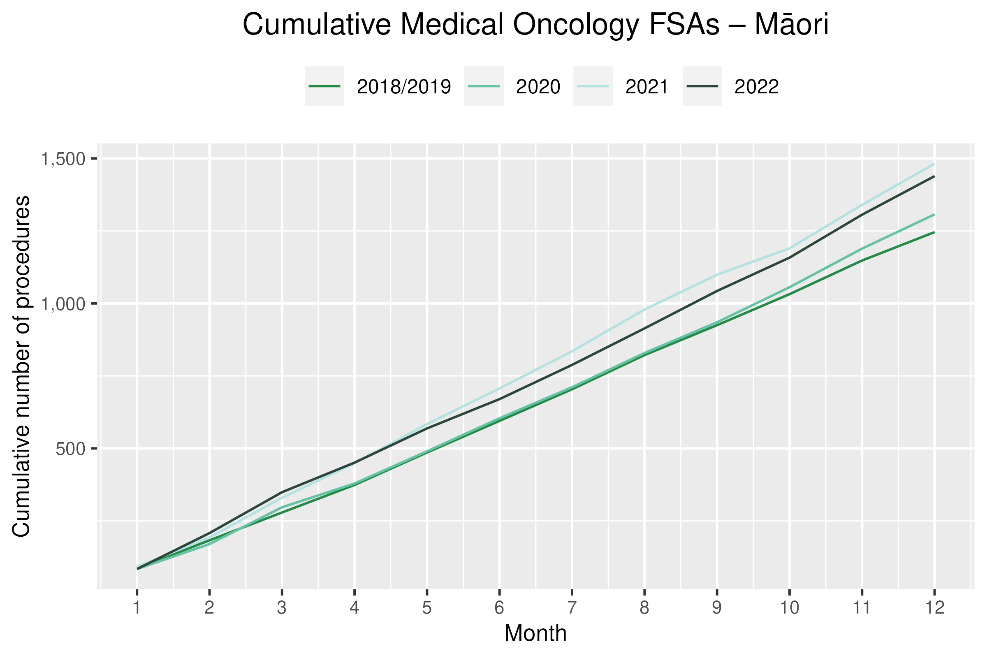 Cumulative Medical Oncology FSAs – Māori
2018/2019 2020 2021 2022
Cumulative number of procedures
1,500
1,000
500
1 2 3 4 5 6 7 8 9 10 11 12
Month